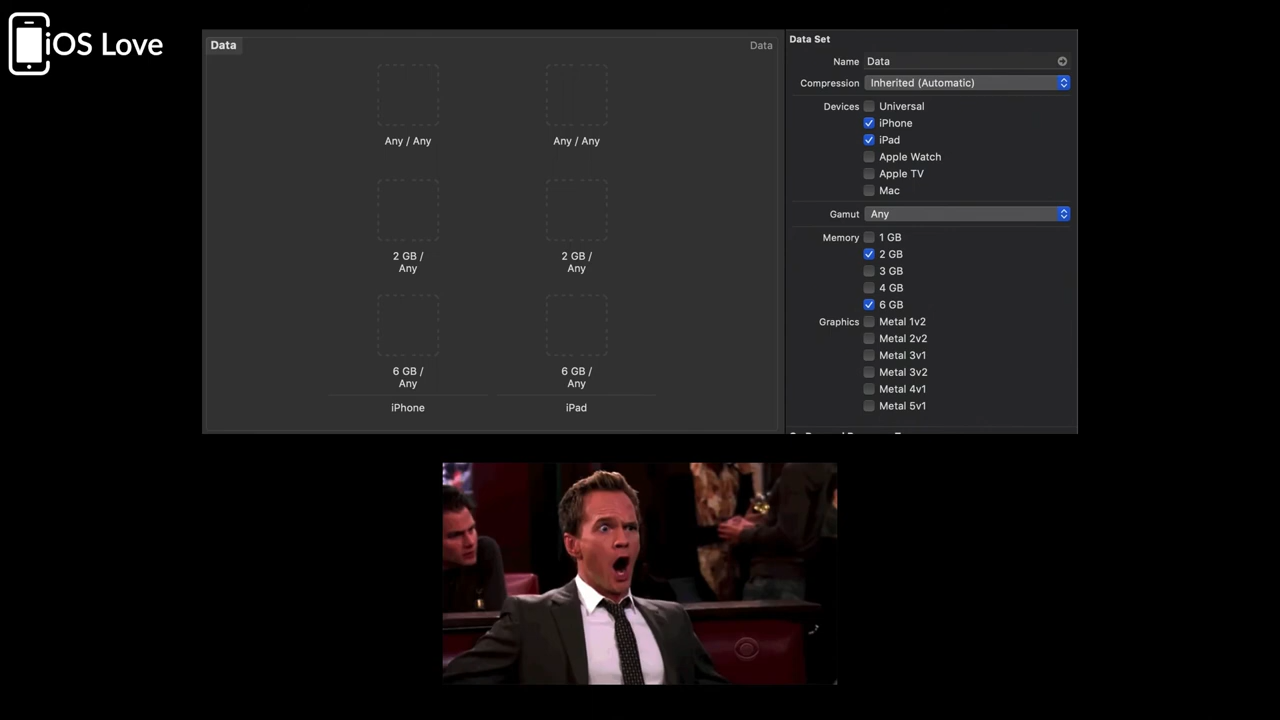 iOS Love
Data
Data
Any / Any
Any / Any
2 GB /
Any
2 GB /
Any
6 GB /
Any
6 GB /
Any
iPhone
iPad
Data Set
Name Data
Compression Inherited (Automatic)
Devices Universal
iPhone
iPad
Apple Watch
Apple TV
Mac
Gamut Any
Memory 1 GB
2 GB
3 GB
4 GB
6 GB
Graphics Metal 1v2
Metal 2v2
Metal 3v1
Metal 3v2
Metal 4v1
Metal 5v1